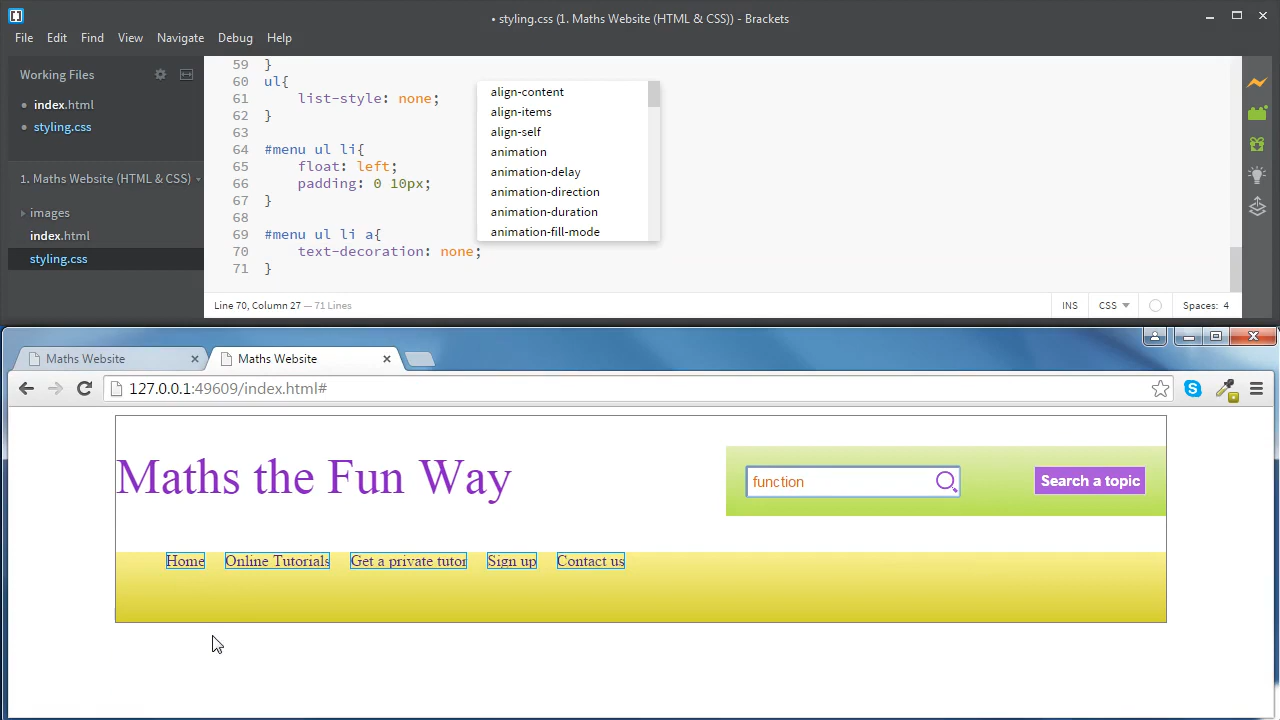 • styling.css (1. Maths Website (HTML & CSS)) - Brackets
File Edit Find View Navigate Debug Help
Working Files
• index.html
• styling.css
1. Maths Website (HTML & CSS)
images
index.html
styling.css
59 }
60 ul{
61 list-style: none;
62 }
63
64 #menu ul li{
65 float: left;
66 padding: 0 10px;
67 }
68
69 #menu ul li a{
70 text-decoration: none;
71 }
align-content
align-items
align-self
animation
animation-delay
animation-direction
animation-duration
animation-fill-mode
Line 70, Column 27 — 71 Lines
INS CSS Spaces: 4
Maths Website
Maths Website
127.0.0.1:49609/index.html#
Maths the Fun Way
function
Search a topic
Home Online Tutorials Get a private tutor Sign up Contact us